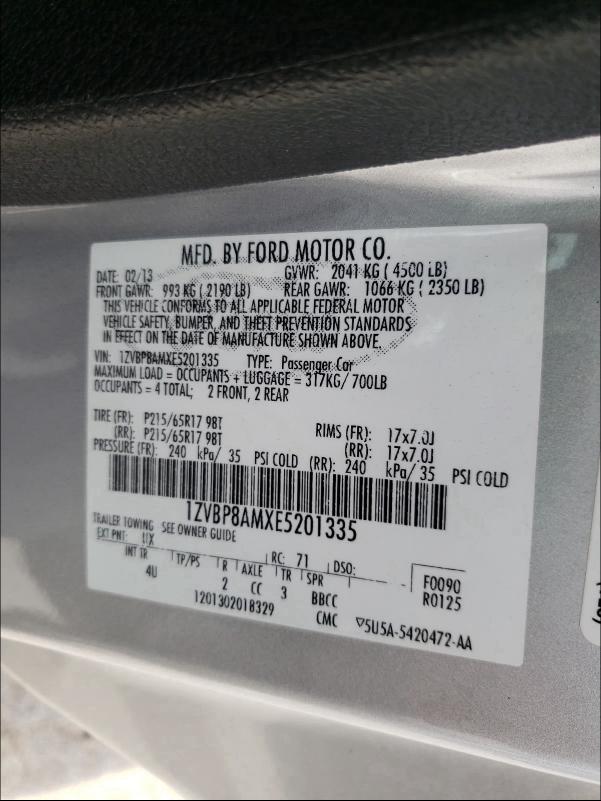 MFD. BY FORD MOTOR CO.
DATE: 02/13 GVWR: 2041 KG ( 4500 LB)
FRONT GAWR: 993 KG ( 2190 LB) REAR GAWR: 1066 KG ( 2350 LB)
THIS VEHICLE CONFORMS TO ALL APPLICABLE FEDERAL MOTOR
VEHICLE SAFETY, BUMPER, AND THEFT PREVENTION STANDARDS
IN EFFECT ON THE DATE OF MANUFACTURE SHOWN ABOVE.
VIN: 1ZVBP8AMXE5201335 TYPE: Passenger Car
MAXIMUM LOAD = OCCUPANTS + LUGGAGE = 317KG/ 700LB
OCCUPANTS = 4 TOTAL; 2 FRONT, 2 REAR
TIRE (FR): P215/65R17 98T RIMS (FR): 17x7.0J
(RR): P215/65R17 98T (RR): 17x7.0J
PRESSURE (FR): 240 kPa/ 35 PSI COLD (RR): 240 kPa/ 35 PSI COLD
1ZVBP8AMXE5201335
TRAILER TOWING SEE OWNER GUIDE
EXT PNT: UX RC: 71 DSO:
INT TR TP/PS R AXLE TR SPR F0090
4U 2 CC 3 BBCC R0125
1201302018329 CMC ▽5U5A-5420472-AA